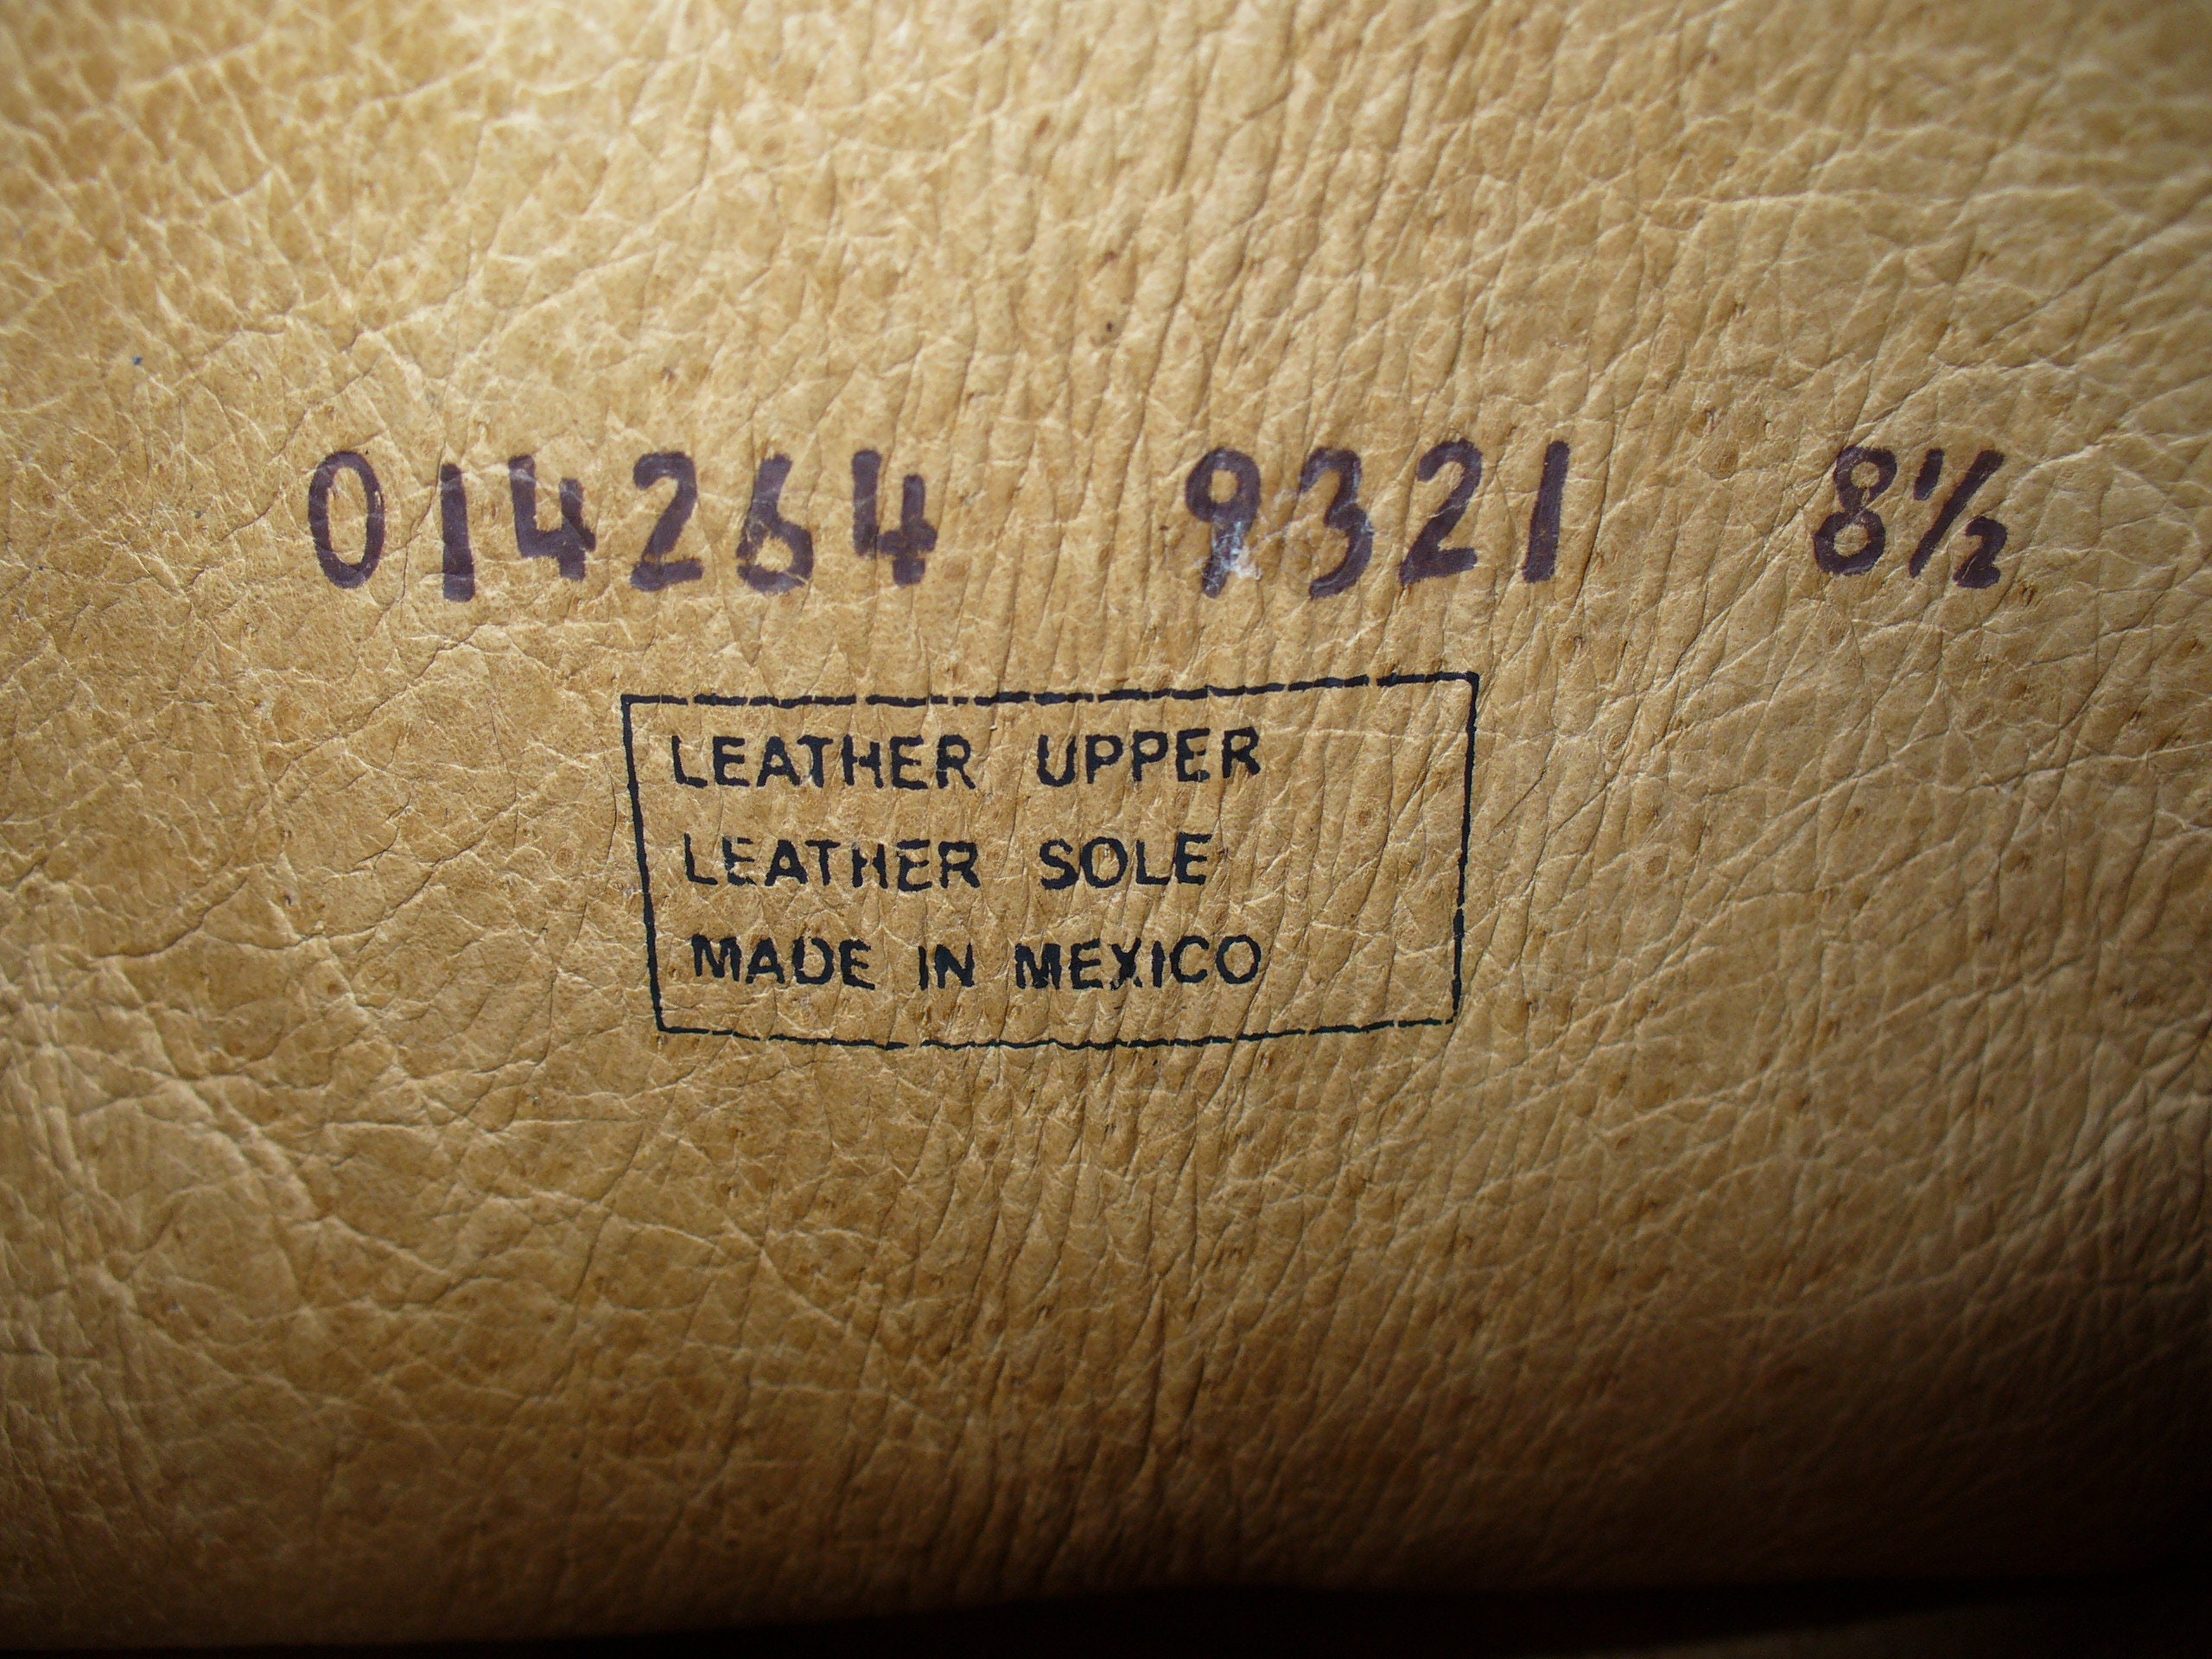 014264 9321 8½
LEATHER UPPER
LEATHER SOLE
MADE IN MEXICO